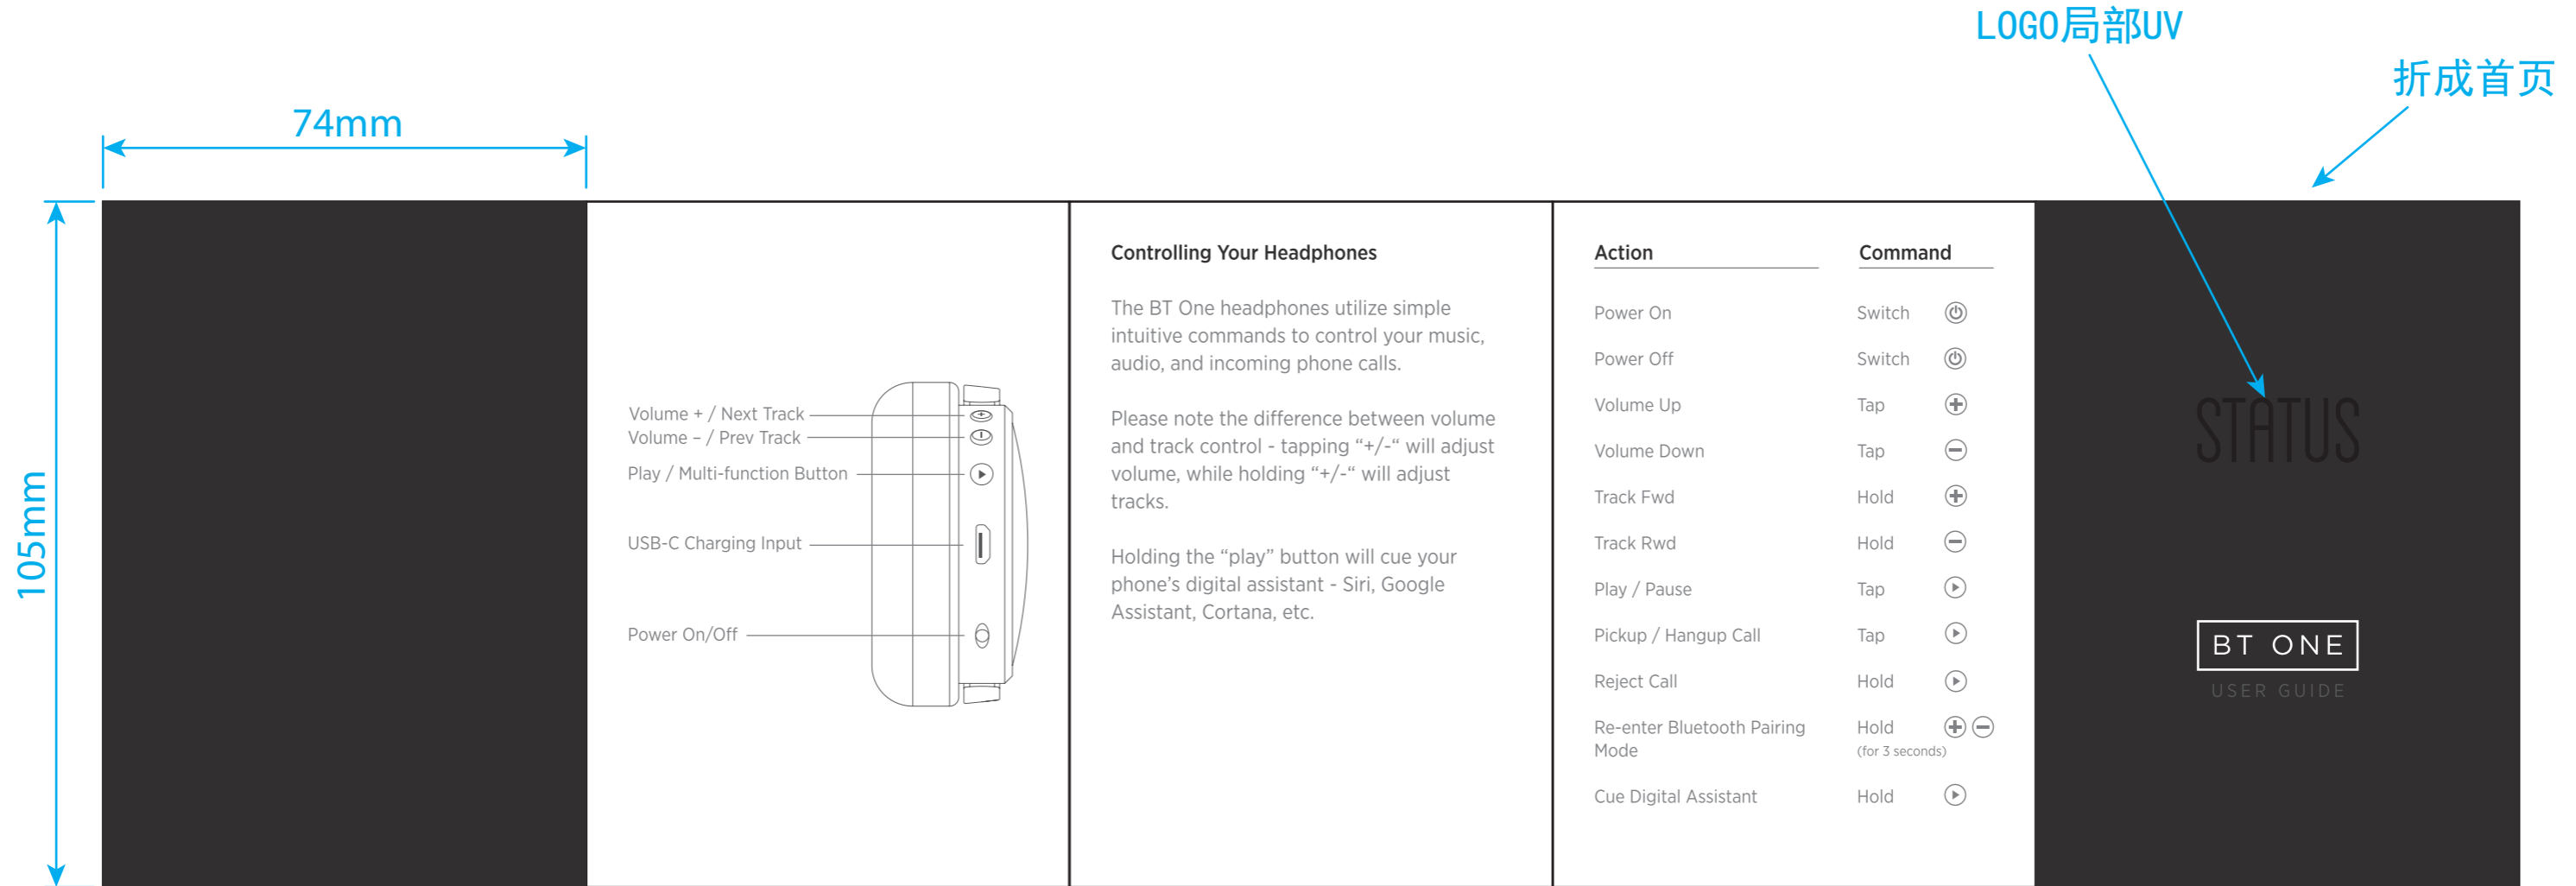 LOGO局部UV
折成首页
74mm
105mm
Volume + / Next Track
Volume – / Prev Track
Play / Multi-function Button
USB-C Charging Input
Power On/Off
Controlling Your Headphones
The BT One headphones utilize simple
intuitive commands to control your music,
audio, and incoming phone calls.
Please note the difference between volume
and track control - tapping “+/-“ will adjust
volume, while holding “+/-“ will adjust
tracks.
Holding the “play” button will cue your
phone’s digital assistant - Siri, Google
Assistant, Cortana, etc.
Action Command
Power On Switch
Power Off Switch
Volume Up Tap
Volume Down Tap
Track Fwd Hold
Track Rwd Hold
Play / Pause Tap
Pickup / Hangup Call Tap
Reject Call Hold
Re-enter Bluetooth Pairing Hold
Mode (for 3 seconds)
Cue Digital Assistant Hold
STATUS
BT ONE
USER GUIDE